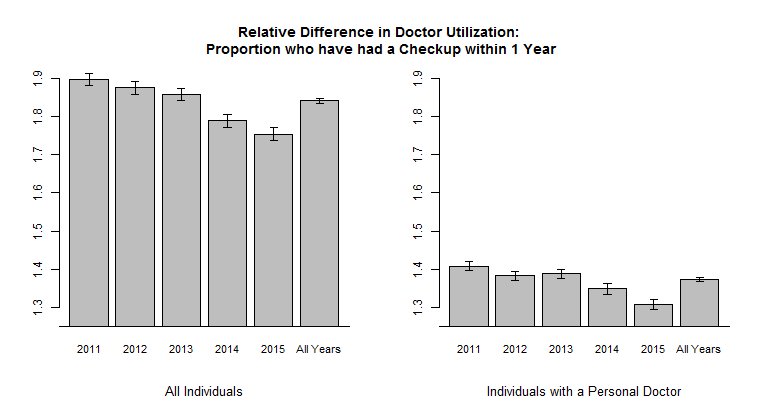 Relative Difference in Doctor Utilization:
Proportion who have had a Checkup within 1 Year
1.9
1.8
1.7
1.6
1.5
1.4
1.3
2011 2012 2013 2014 2015 All Years
All Individuals
1.9
1.8
1.7
1.6
1.5
1.4
1.3
2011 2012 2013 2014 2015 All Years
Individuals with a Personal Doctor